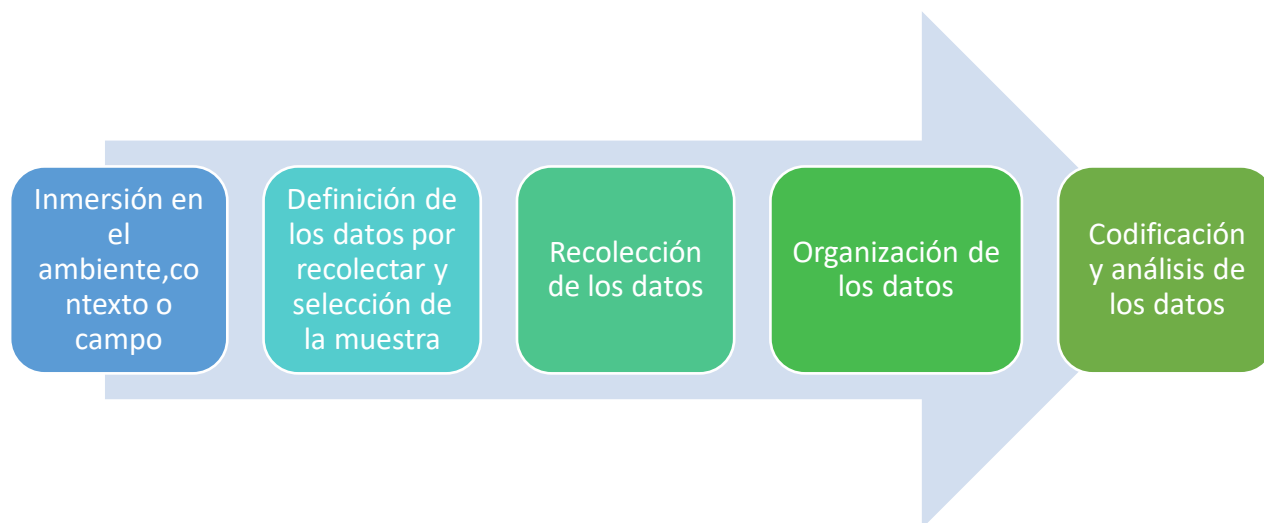 Inmersión en
el
ambiente,co
ntexto o
campo
Definición de
los datos por
recolectar y
selección de
la muestra
Recolección
de los datos
Organización de
los datos
Codificación
y análisis de
los datos